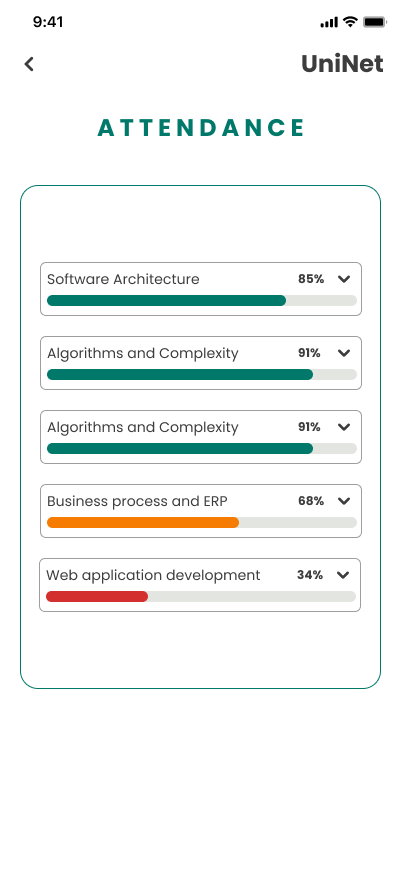 9:41
UniNet
ATTENDANCE
Software Architecture 85%
Algorithms and Complexity 91%
Algorithms and Complexity 91%
Business process and ERP 68%
Web application development 34%